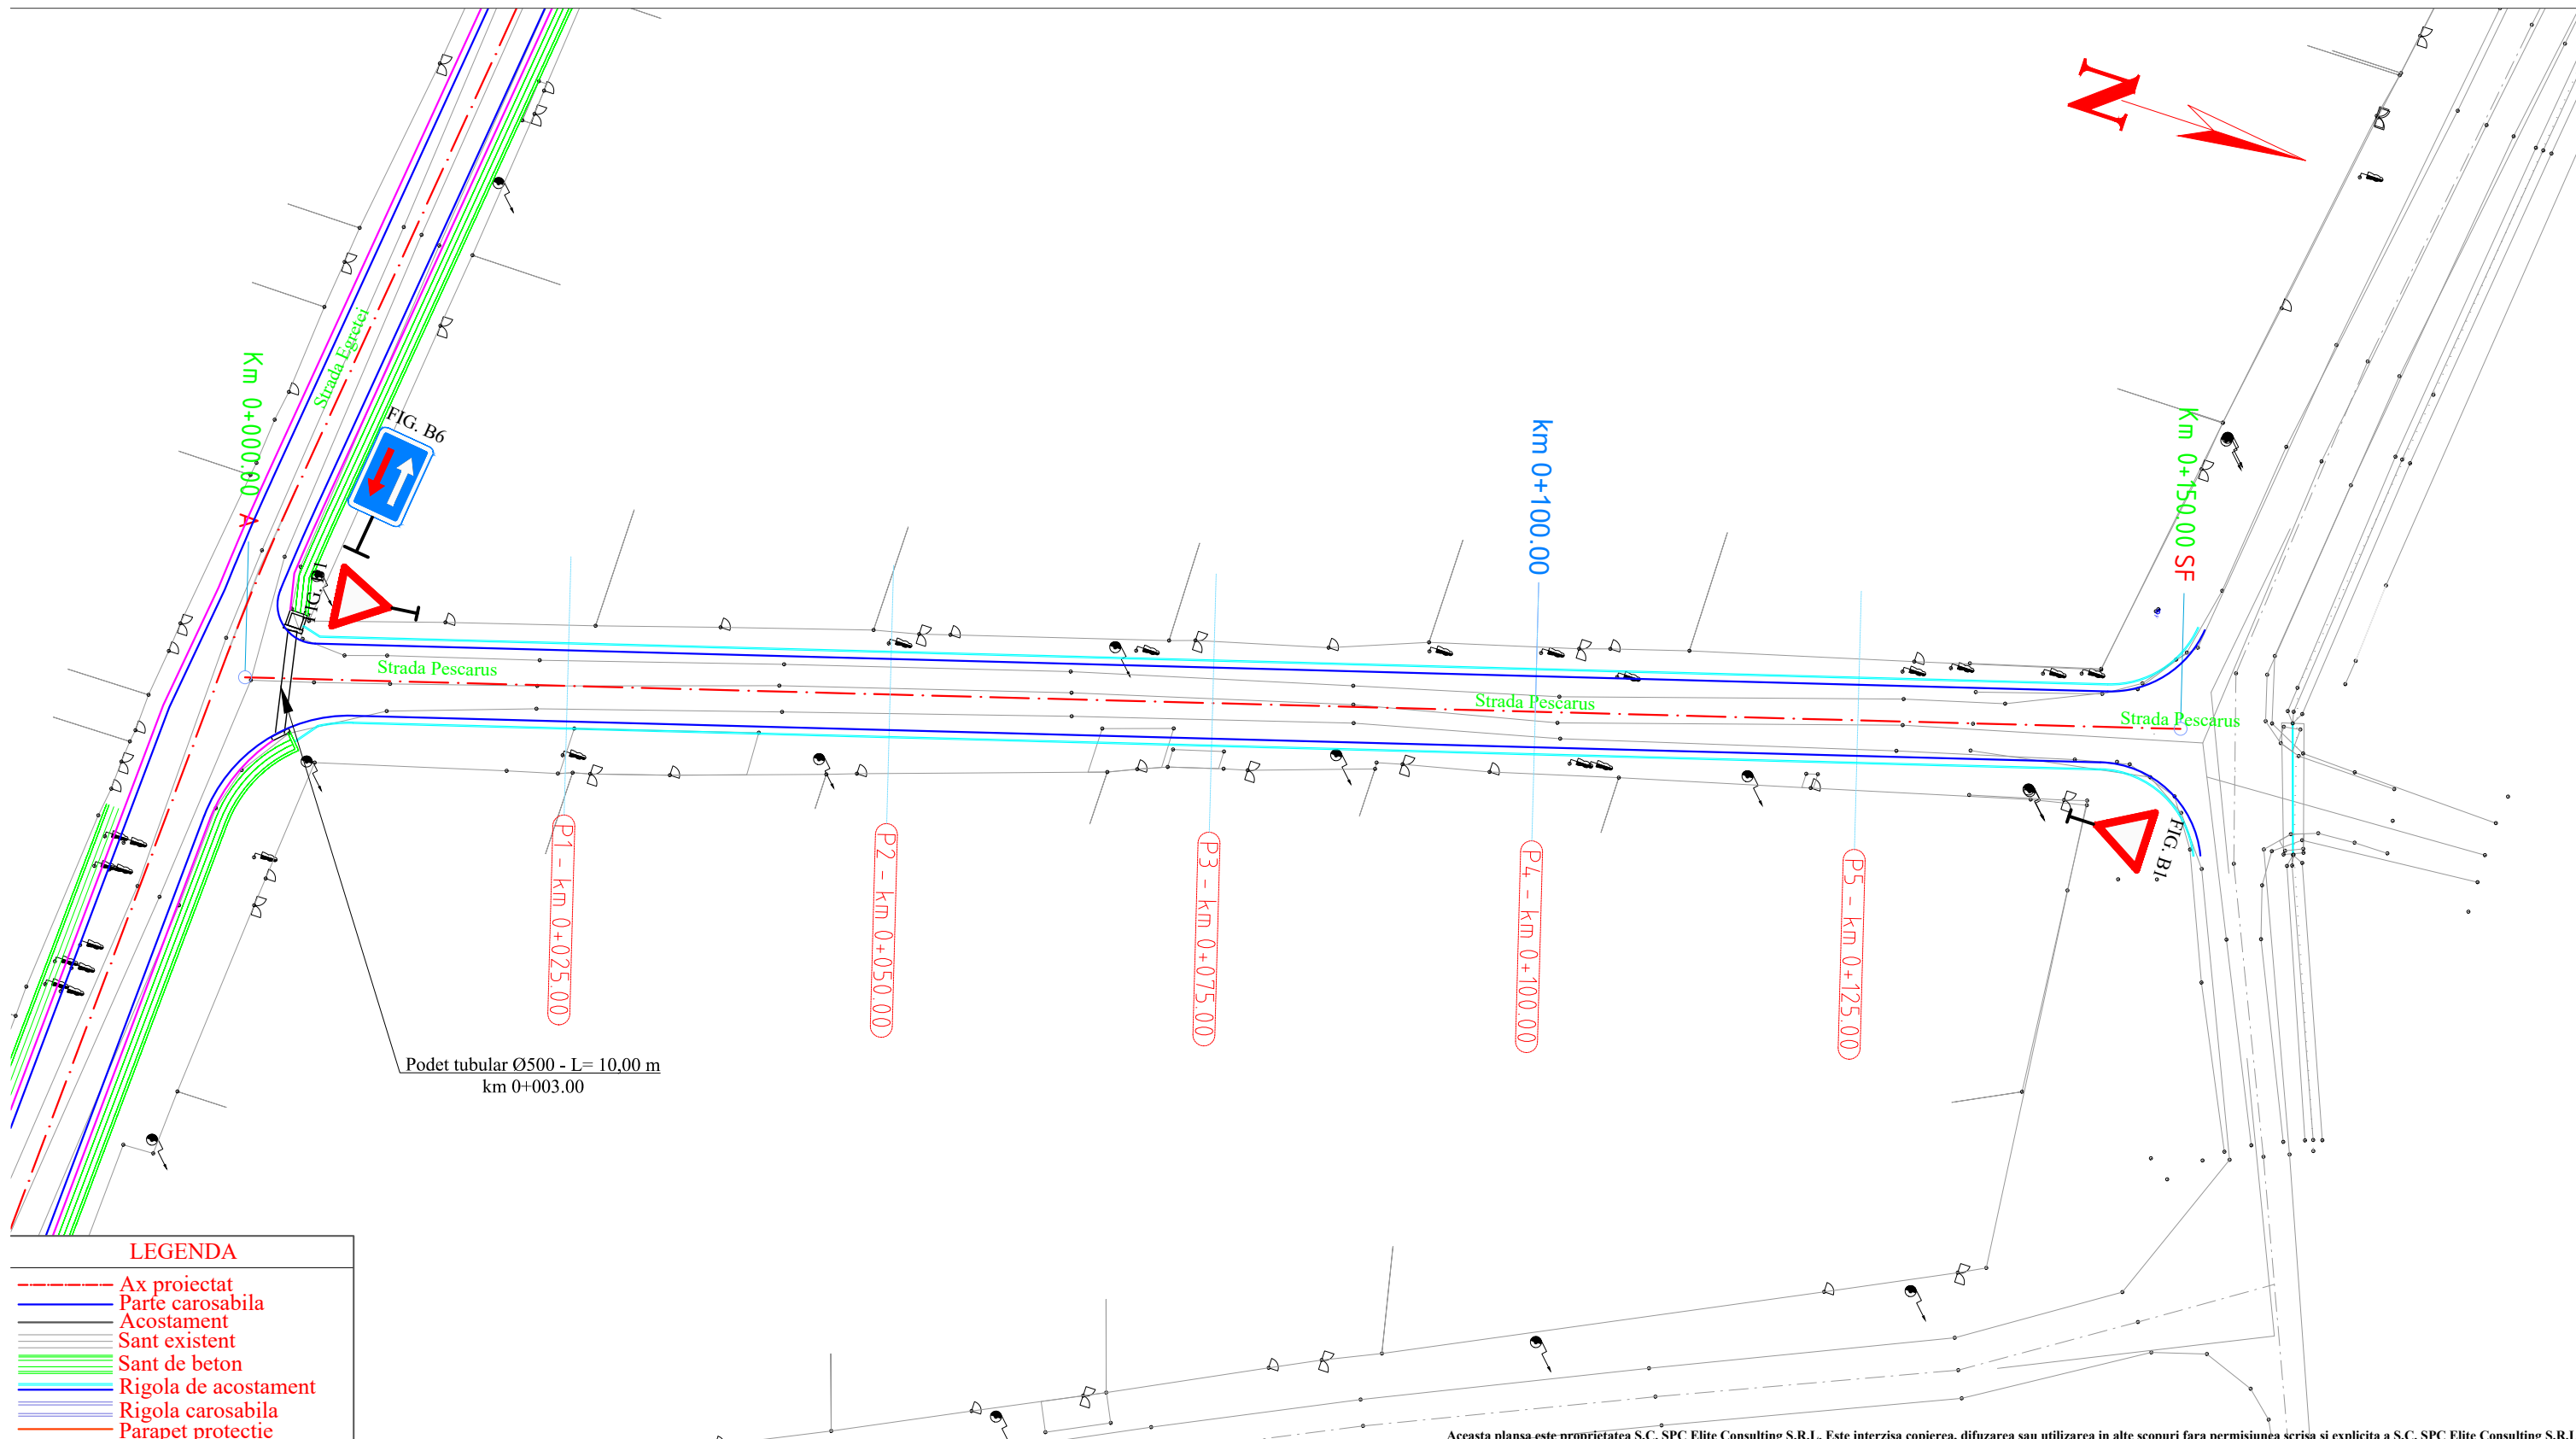 N
Strada Egretei
Km 0+000.00
A
FIG. B6
Strada Pescarus
km 0+100.00
Strada Pescarus
Km 0+150.00 SF
Strada Pescarus
FIG. B1
P1 - km 0+025.00
P2 - km 0+050.00
P3 - km 0+075.00
P4 - km 0+100.00
P5 - km 0+125.00
Podet tubular Ø500 - L= 10,00 m
km 0+003.00
LEGENDA
Ax proiectat
Parte carosabila
Acostament
Sant existent
Sant de beton
Rigola de acostament
Rigola carosabila
Parapet protectie
Aceasta plansa este proprietatea S.C. SPC Elite Consulting S.R.L. Este interzisa copierea, difuzarea sau utilizarea in alte scopuri fara permisiunea scrisa si explicita a S.C. SPC Elite Consulting S.R.L